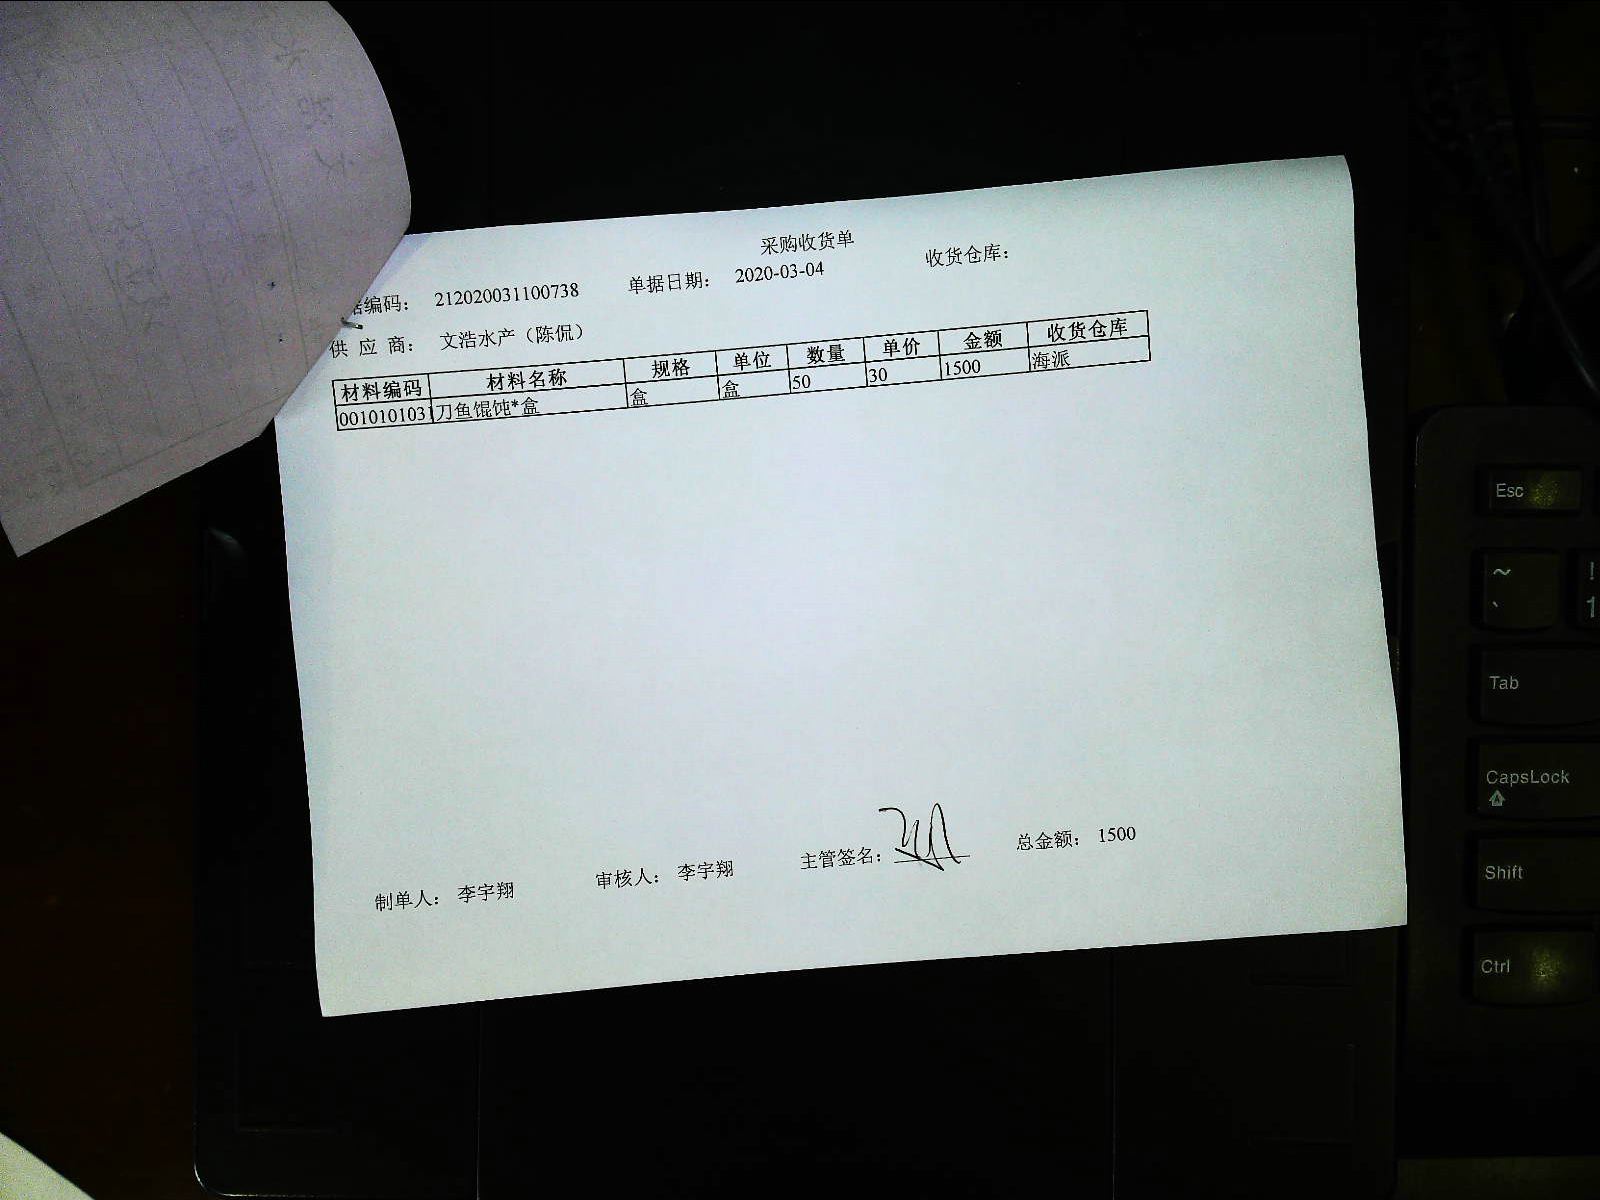 采购收货单
据编码： 212020031100738 单据日期： 2020-03-04 收货仓库：
供 应 商： 文浩水产（陈侃）
材料编码 材料名称 规格 单位 数量 单价 金额 收货仓库
001010103 刀鱼馄饨*盒 盒 盒 50 30 1500 海派
制单人： 李宇翔 审核人： 李宇翔 主管签名： 总金额： 1500
Esc
~ !
` 1
Tab
CapsLock
Shift
Ctrl